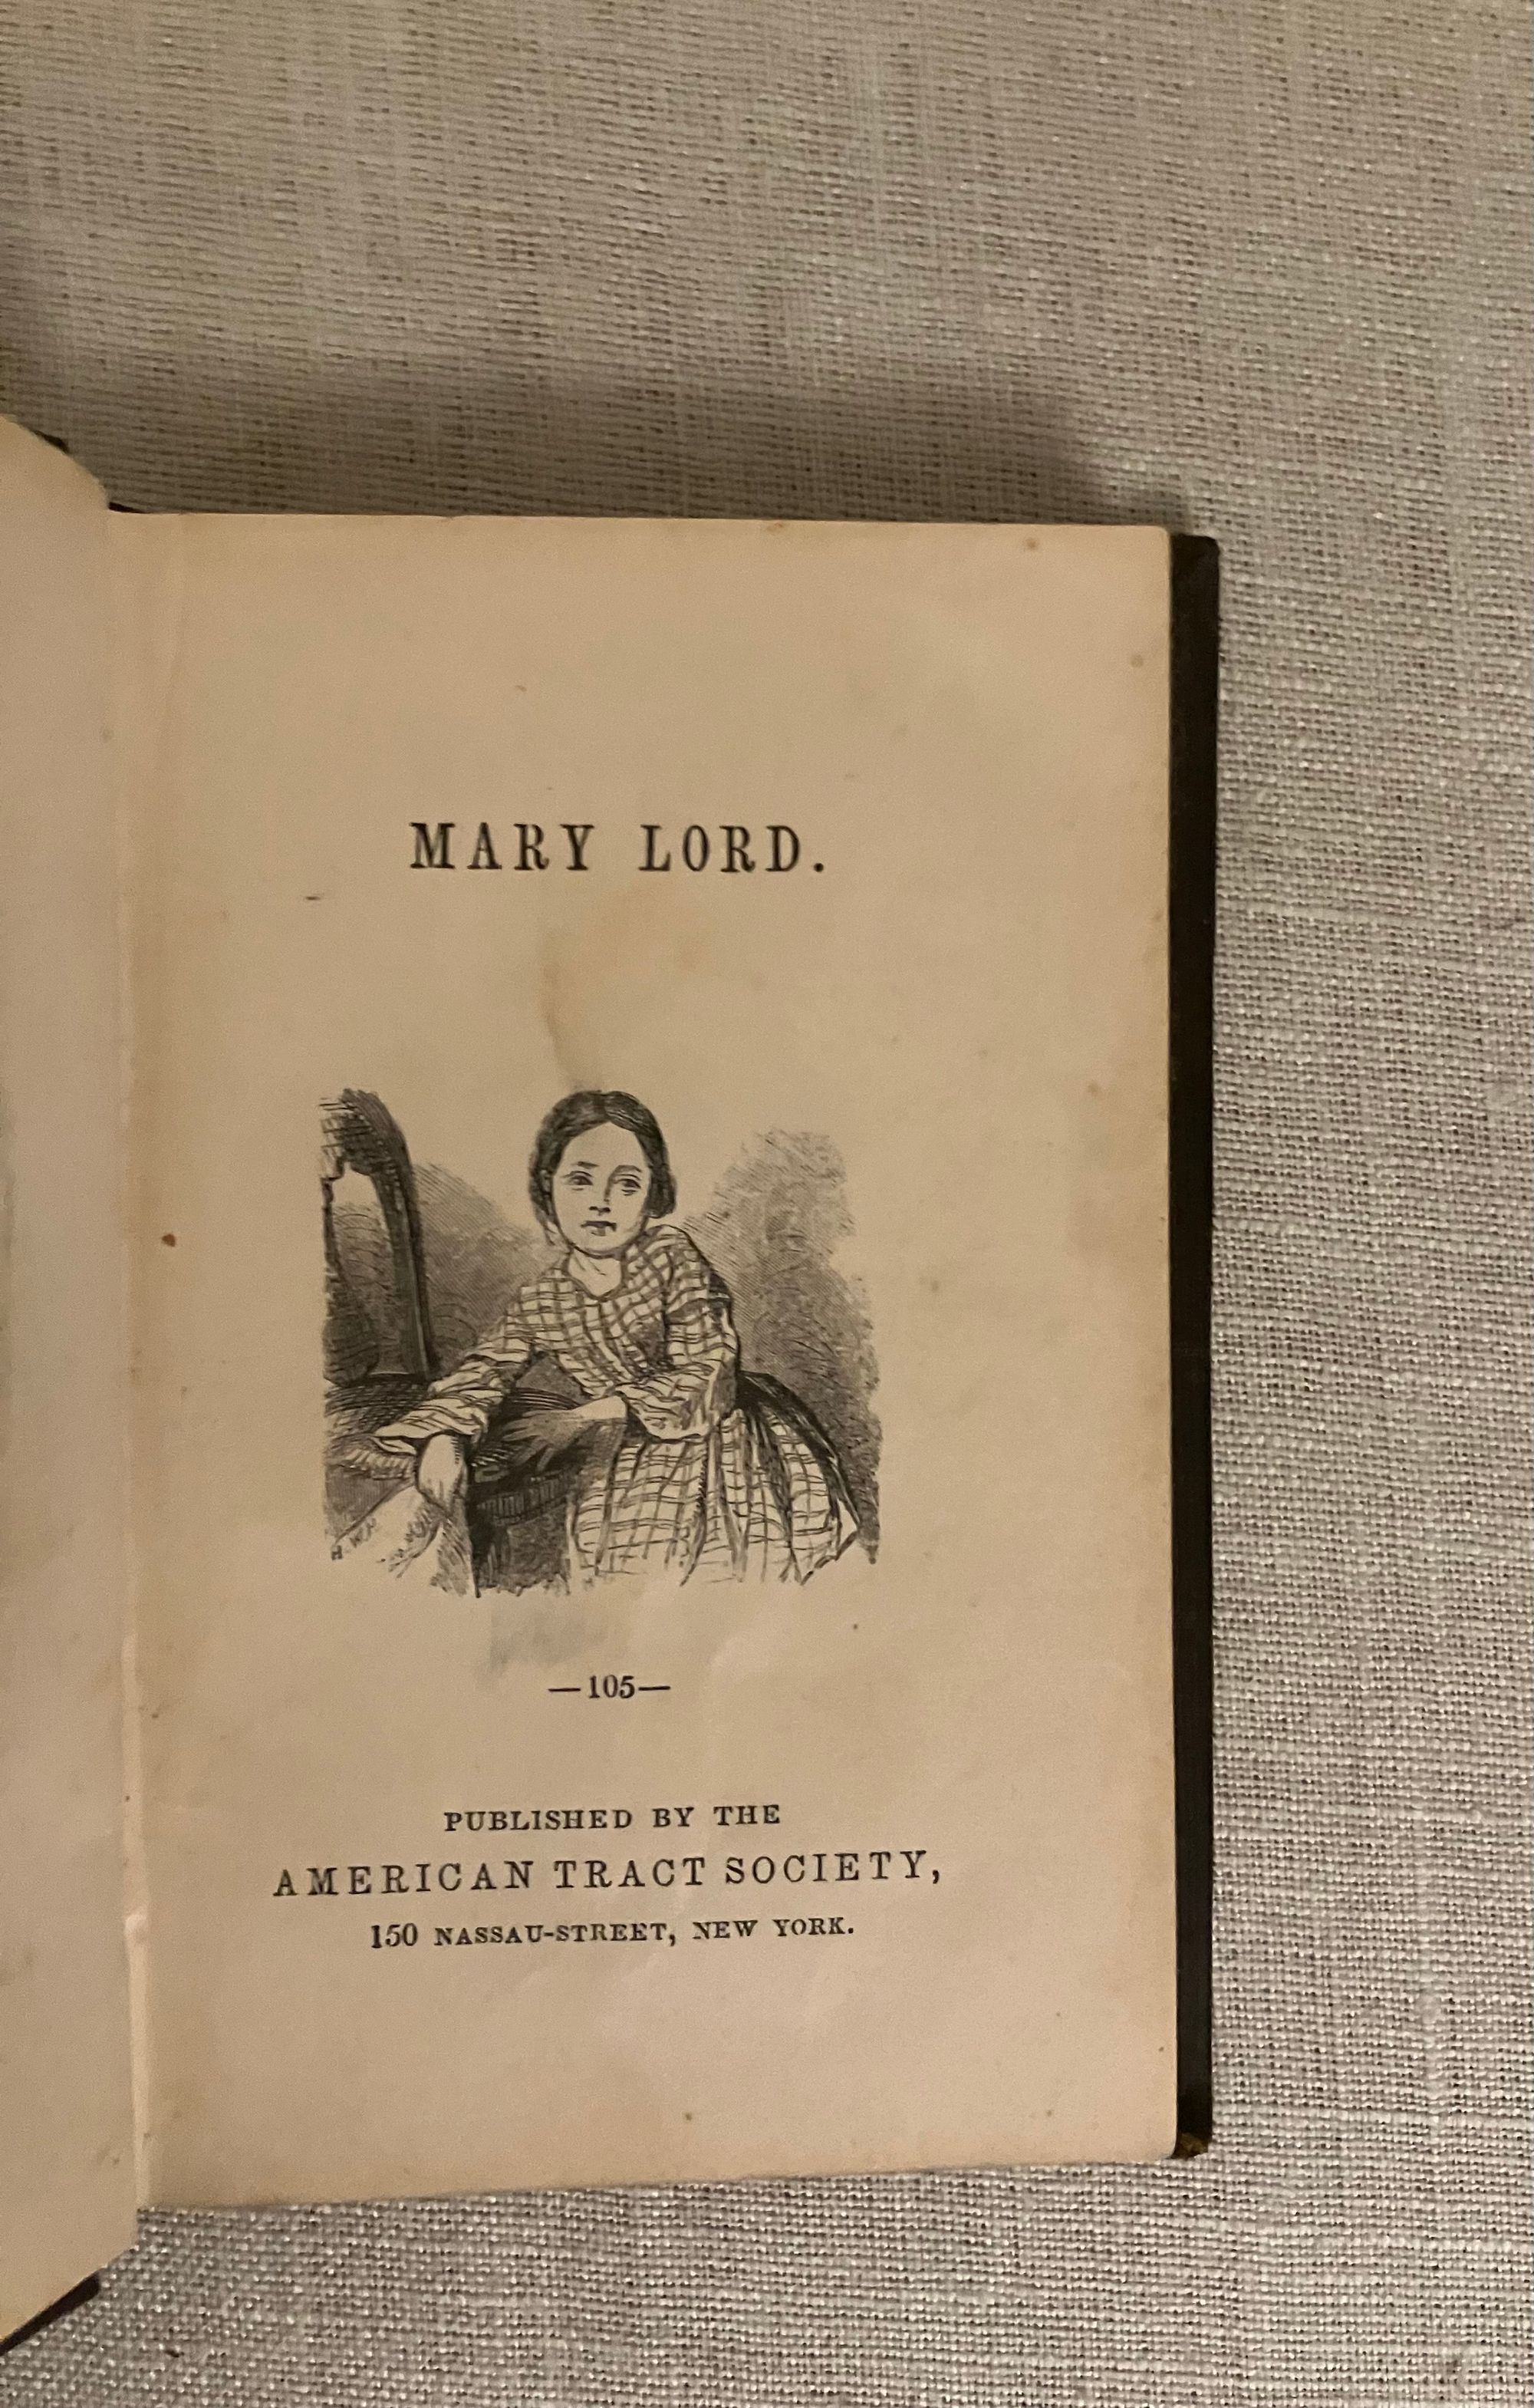 MARY LORD.
—105—
PUBLISHED BY THE
AMERICAN TRACT SOCIETY,
150 NASSAU-STREET, NEW YORK.